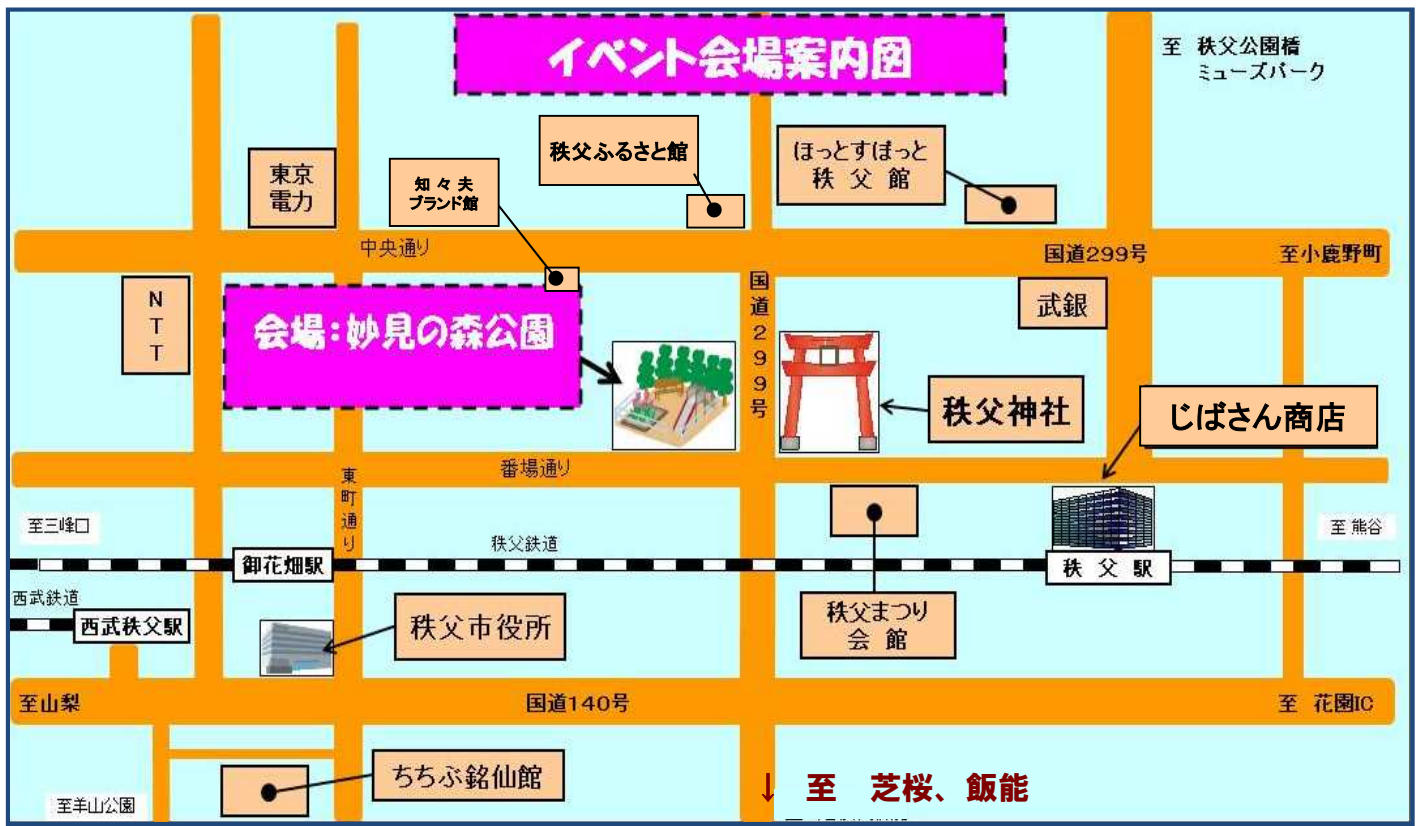 イベント会場案内図
至 秩父公園橋
ミューズパーク
東京
電力
知々夫
ブランド館
秩父ふるさと館
ほっとすぽっと
秩父館
中央通り
国道299号
至小鹿野町
NTT
会場:妙見の森公園
国道299号
武銀
秩父神社
じばさん商店
番場通り
東町通り
至三峰口
秩父鉄道
至 熊谷
御花畑駅
秩父駅
西武鉄道
西武秩父駅
秩父市役所
秩父まつり
会館
至山梨
国道140号
至 花園IC
ちちぶ銘仙館
至羊山公園
↓ 至 芝桜、飯能